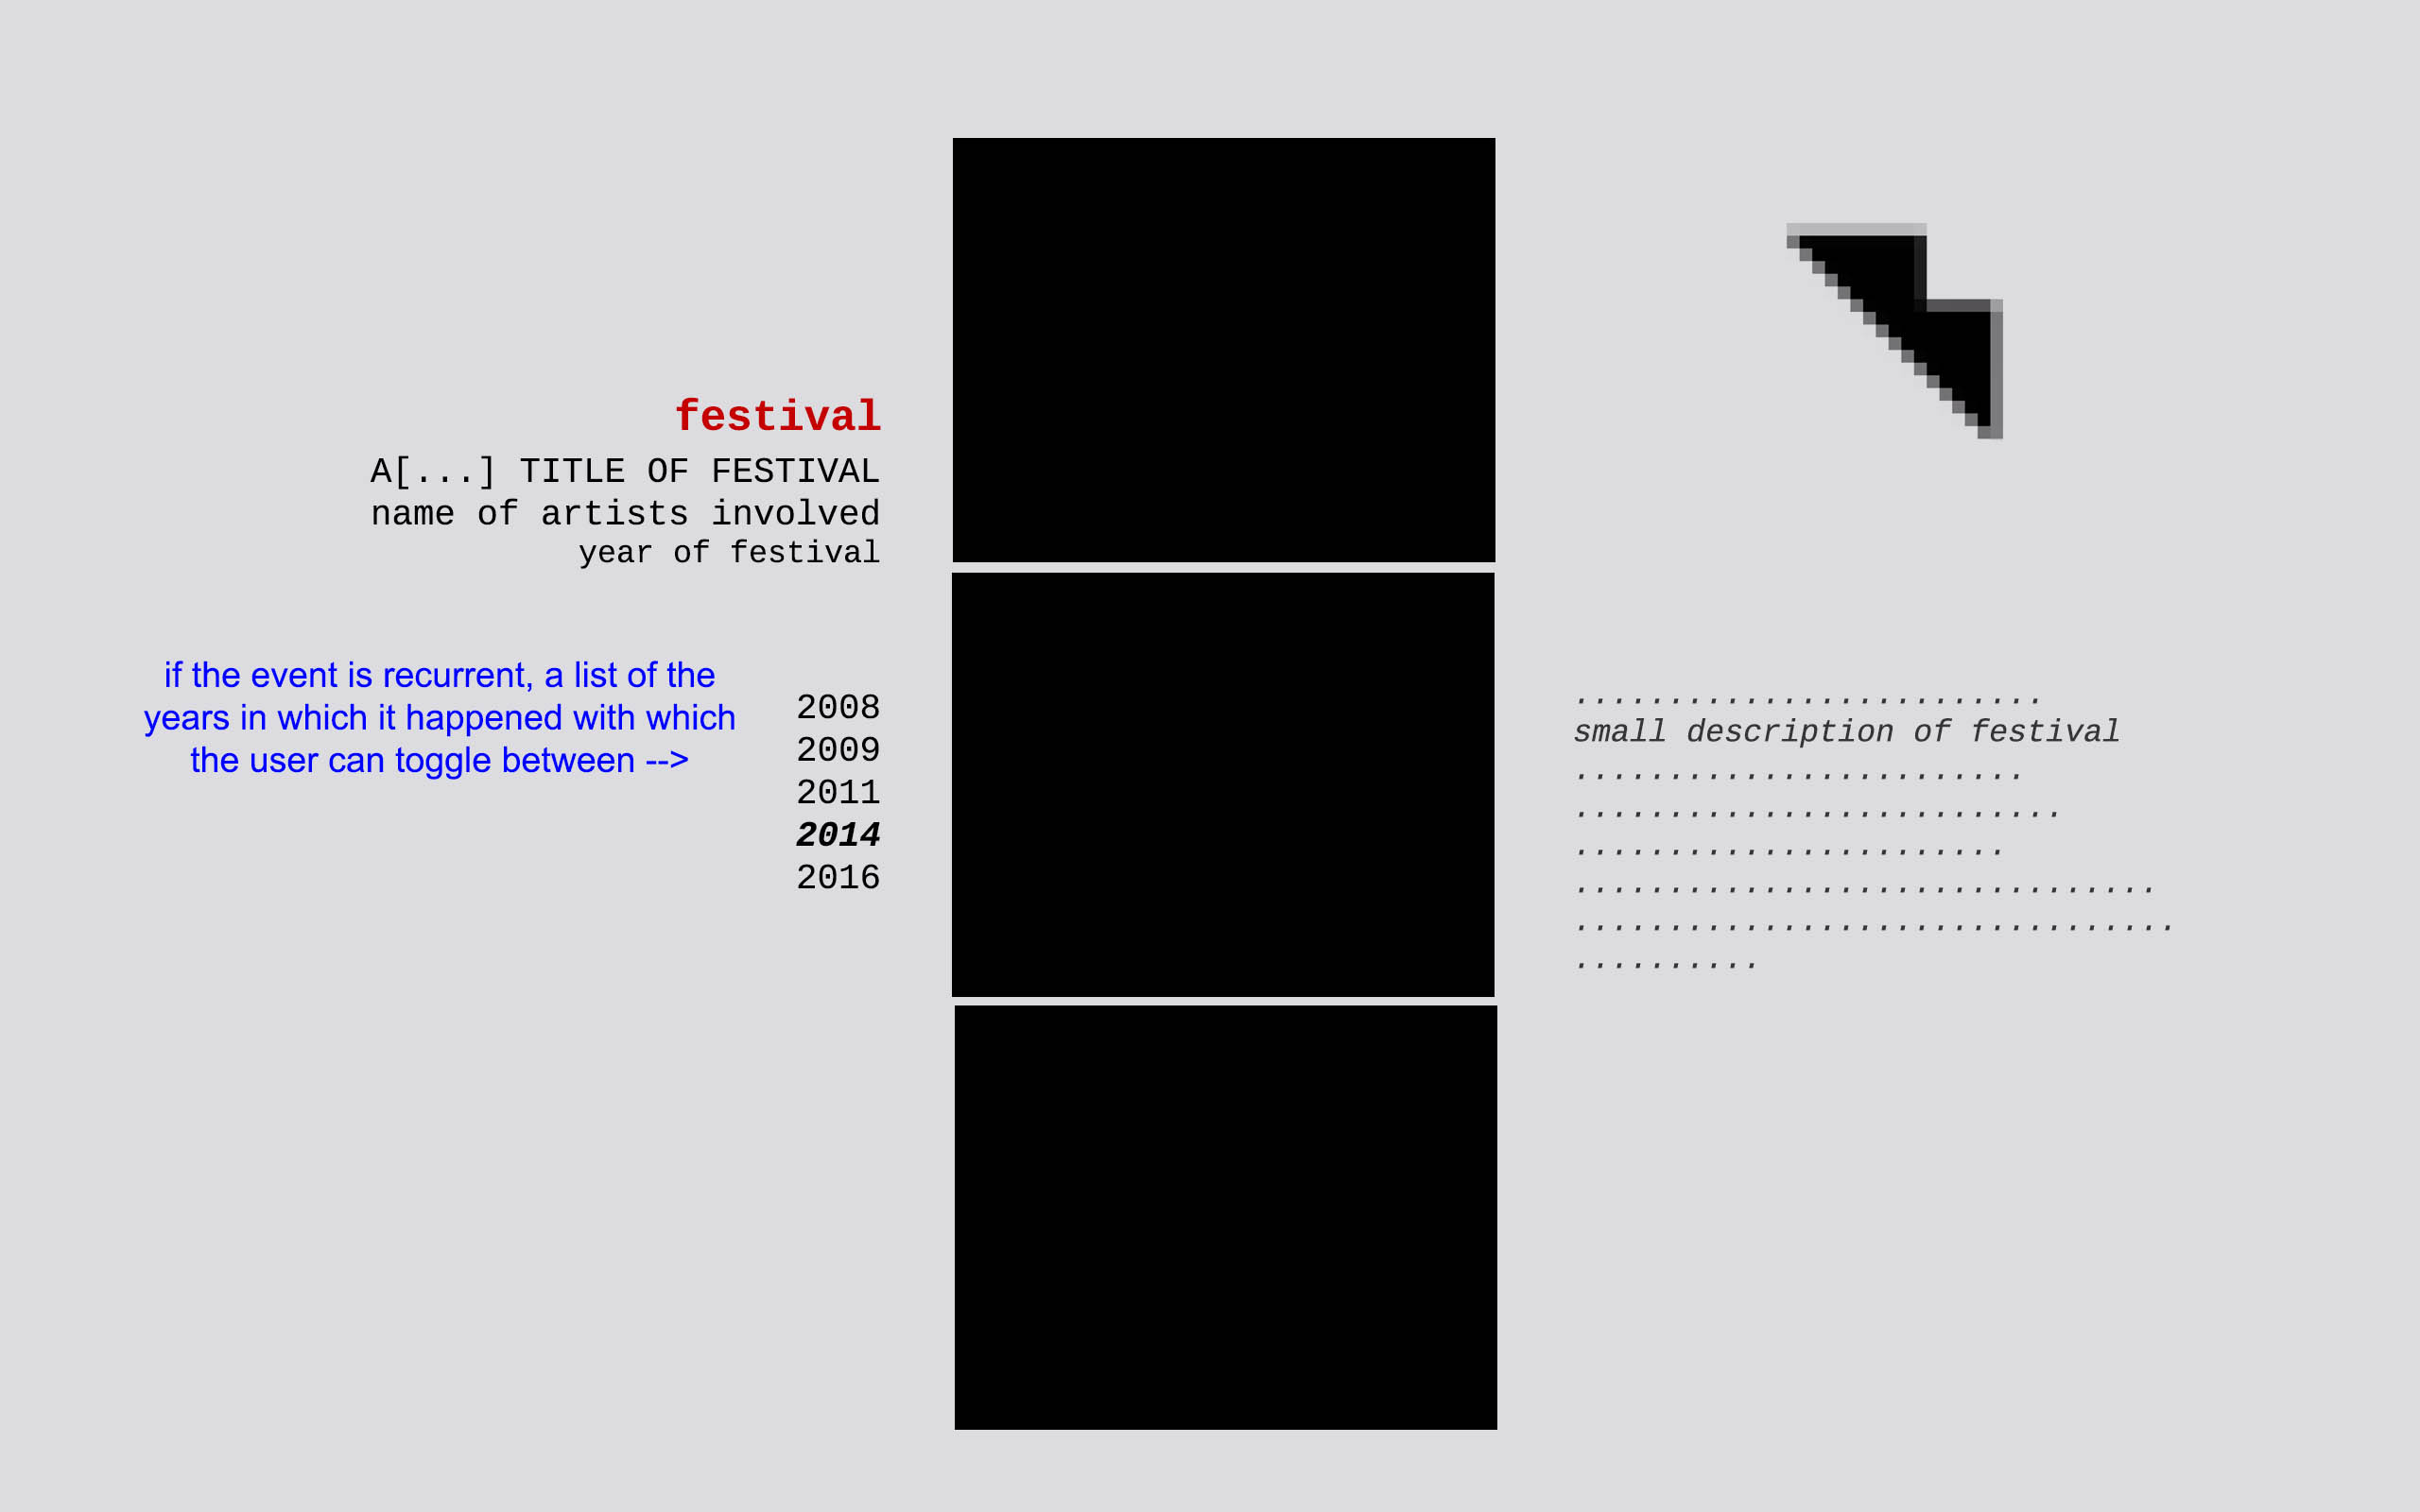 festival
A[...] TITLE OF FESTIVAL
name of artists involved
year of festival
if the event is recurrent, a list of the
years in which it happened with which
the user can toggle between -->
2008
2009
2011
2014
2016
.........................
small description of festival
........................
..........................
.......................
...............................
................................
..........